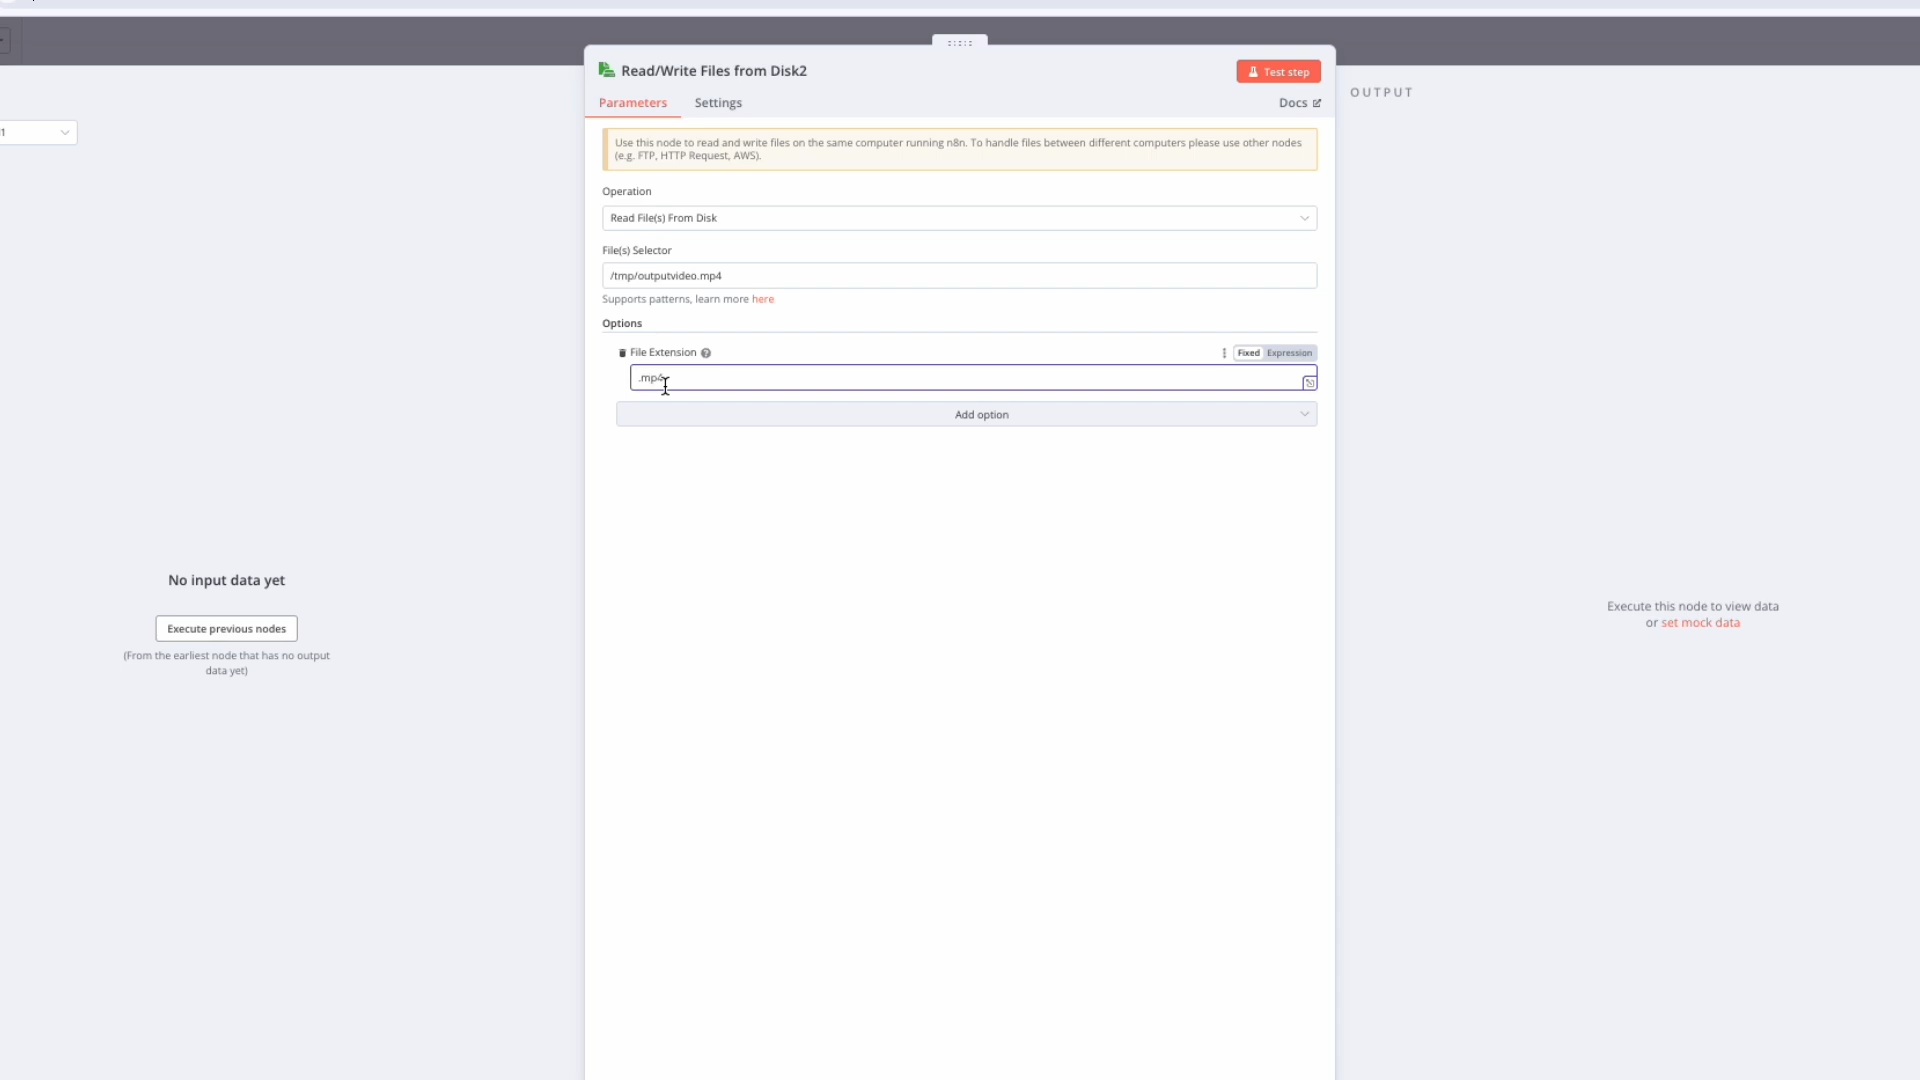 Read/Write Files from Disk2
Test step
Parameters
Settings
Docs
OUTPUT
1
Use this node to read and write files on the same computer running n8n. To handle files between different computers please use other nodes
(e.g. FTP, HTTP Request, AWS).
Operation
Read File(s) From Disk
File(s) Selector
/tmp/outputvideo.mp4
Supports patterns, learn more here
Options
File Extension
Fixed
Expression
.mp4
Add option
No input data yet
Execute previous nodes
(From the earliest node that has no output
data yet)
Execute this node to view data
or set mock data